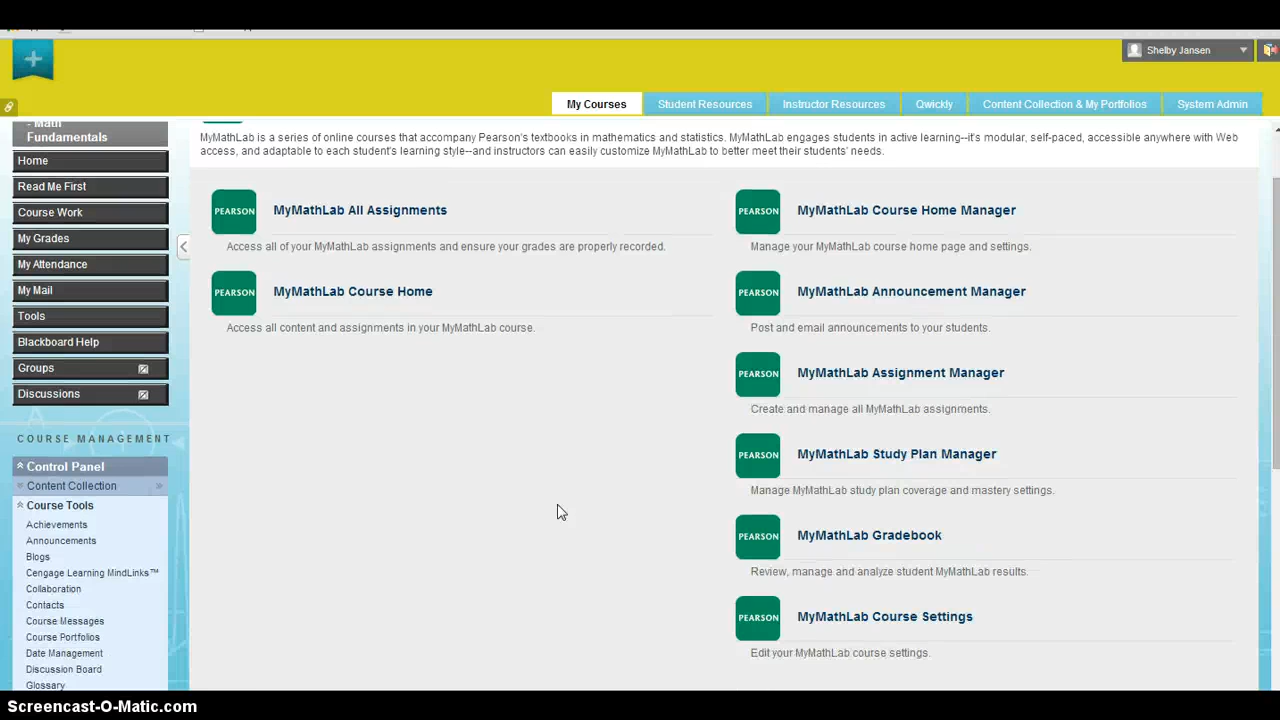 Shelby Jansen
My Courses
Student Resources
Instructor Resources
Qwickly
Content Collection & My Portfolios
System Admin
- Math
Fundamentals
Home
Read Me First
Course Work
My Grades
My Attendance
My Mail
Tools
Blackboard Help
Groups
Discussions
COURSE MANAGEMENT
Control Panel
Content Collection
Course Tools
Achievements
Announcements
Blogs
Cengage Learning MindLinks™
Collaboration
Contacts
Course Messages
Course Portfolios
Date Management
Discussion Board
Glossary
MyMathLab is a series of online courses that accompany Pearson's textbooks in mathematics and statistics. MyMathLab engages students in active learning--it's modular, self-paced, accessible anywhere with Web
access, and adaptable to each student's learning style--and instructors can easily customize MyMathLab to better meet their students' needs.
PEARSON
MyMathLab All Assignments
Access all of your MyMathLab assignments and ensure your grades are properly recorded.
PEARSON
MyMathLab Course Home
Access all content and assignments in your MyMathLab course.
PEARSON
MyMathLab Course Home Manager
Manage your MyMathLab course home page and settings.
PEARSON
MyMathLab Announcement Manager
Post and email announcements to your students.
PEARSON
MyMathLab Assignment Manager
Create and manage all MyMathLab assignments.
PEARSON
MyMathLab Study Plan Manager
Manage MyMathLab study plan coverage and mastery settings.
PEARSON
MyMathLab Gradebook
Review, manage and analyze student MyMathLab results.
PEARSON
MyMathLab Course Settings
Edit your MyMathLab course settings.
Screencast-O-Matic.com